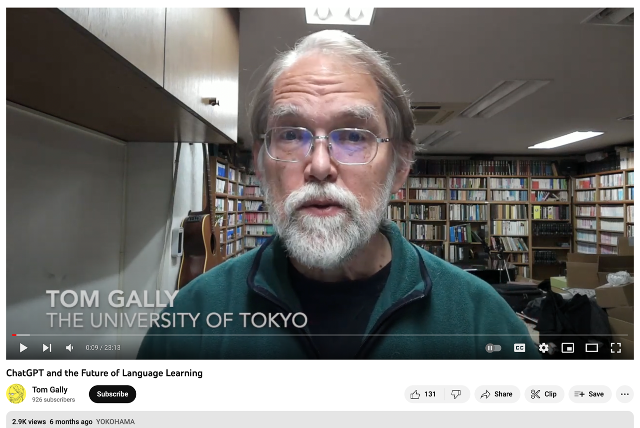 TOM GALLY
THE UNIVERSITY OF TOKYO
0:09 / 23:13
CC
ChatGPT and the Future of Language Learning
Tom Gally
926 subscribers
Subscribe
131
Share
Clip
Save
2.9K views 6 months ago YOKOHAMA